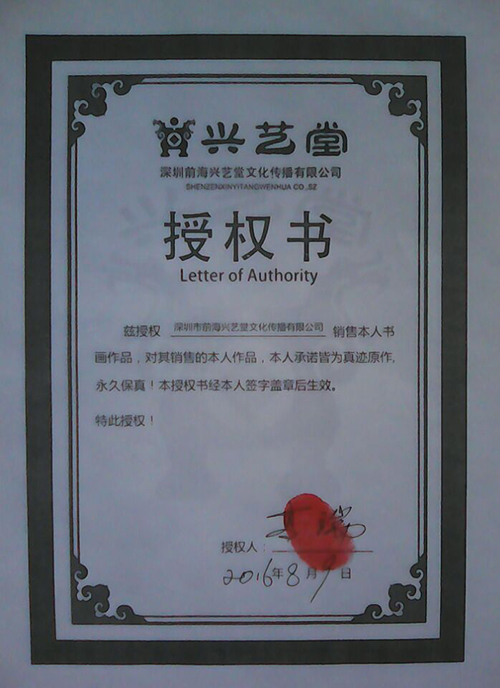 兴艺堂
深圳前海兴艺堂文化传播有限公司
SHENZENXINYITANGWENHUA CO.,SZ
授权书
Letter of Authority
兹授权 深圳市前海兴艺堂文化传播有限公司 销售本人书
画作品，对其销售的本人作品，本人承诺皆为真迹原作，
永久保真！本授权书经本人签字盖章后生效。
特此授权！
授权人：
2016年8月9日